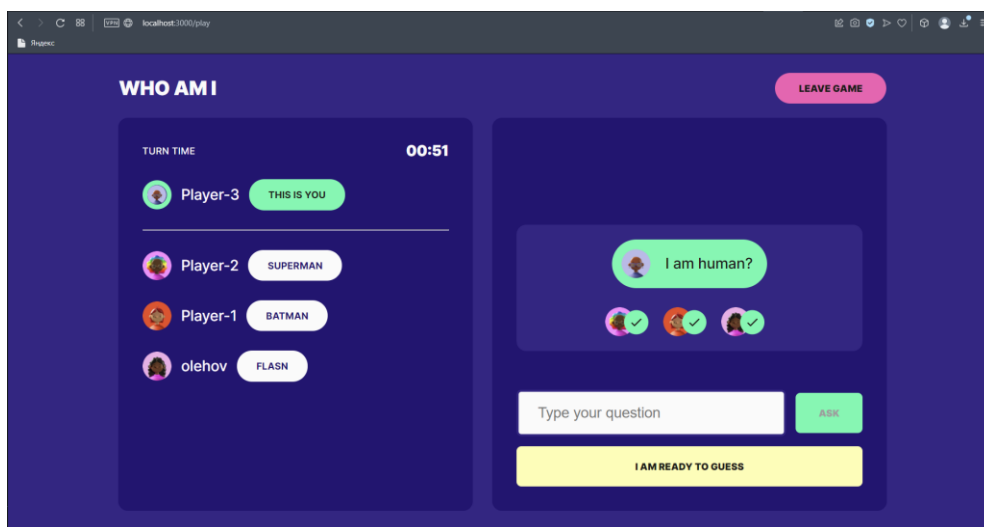 VPN localhost:3000/play
Яндекс
WHO AM I
LEAVE GAME
TURN TIME 00:51
Player-3 THIS IS YOU
Player-2 SUPERMAN
Player-1 BATMAN
olehov FLASN
I am human?
Type your question ASK
I AM READY TO GUESS